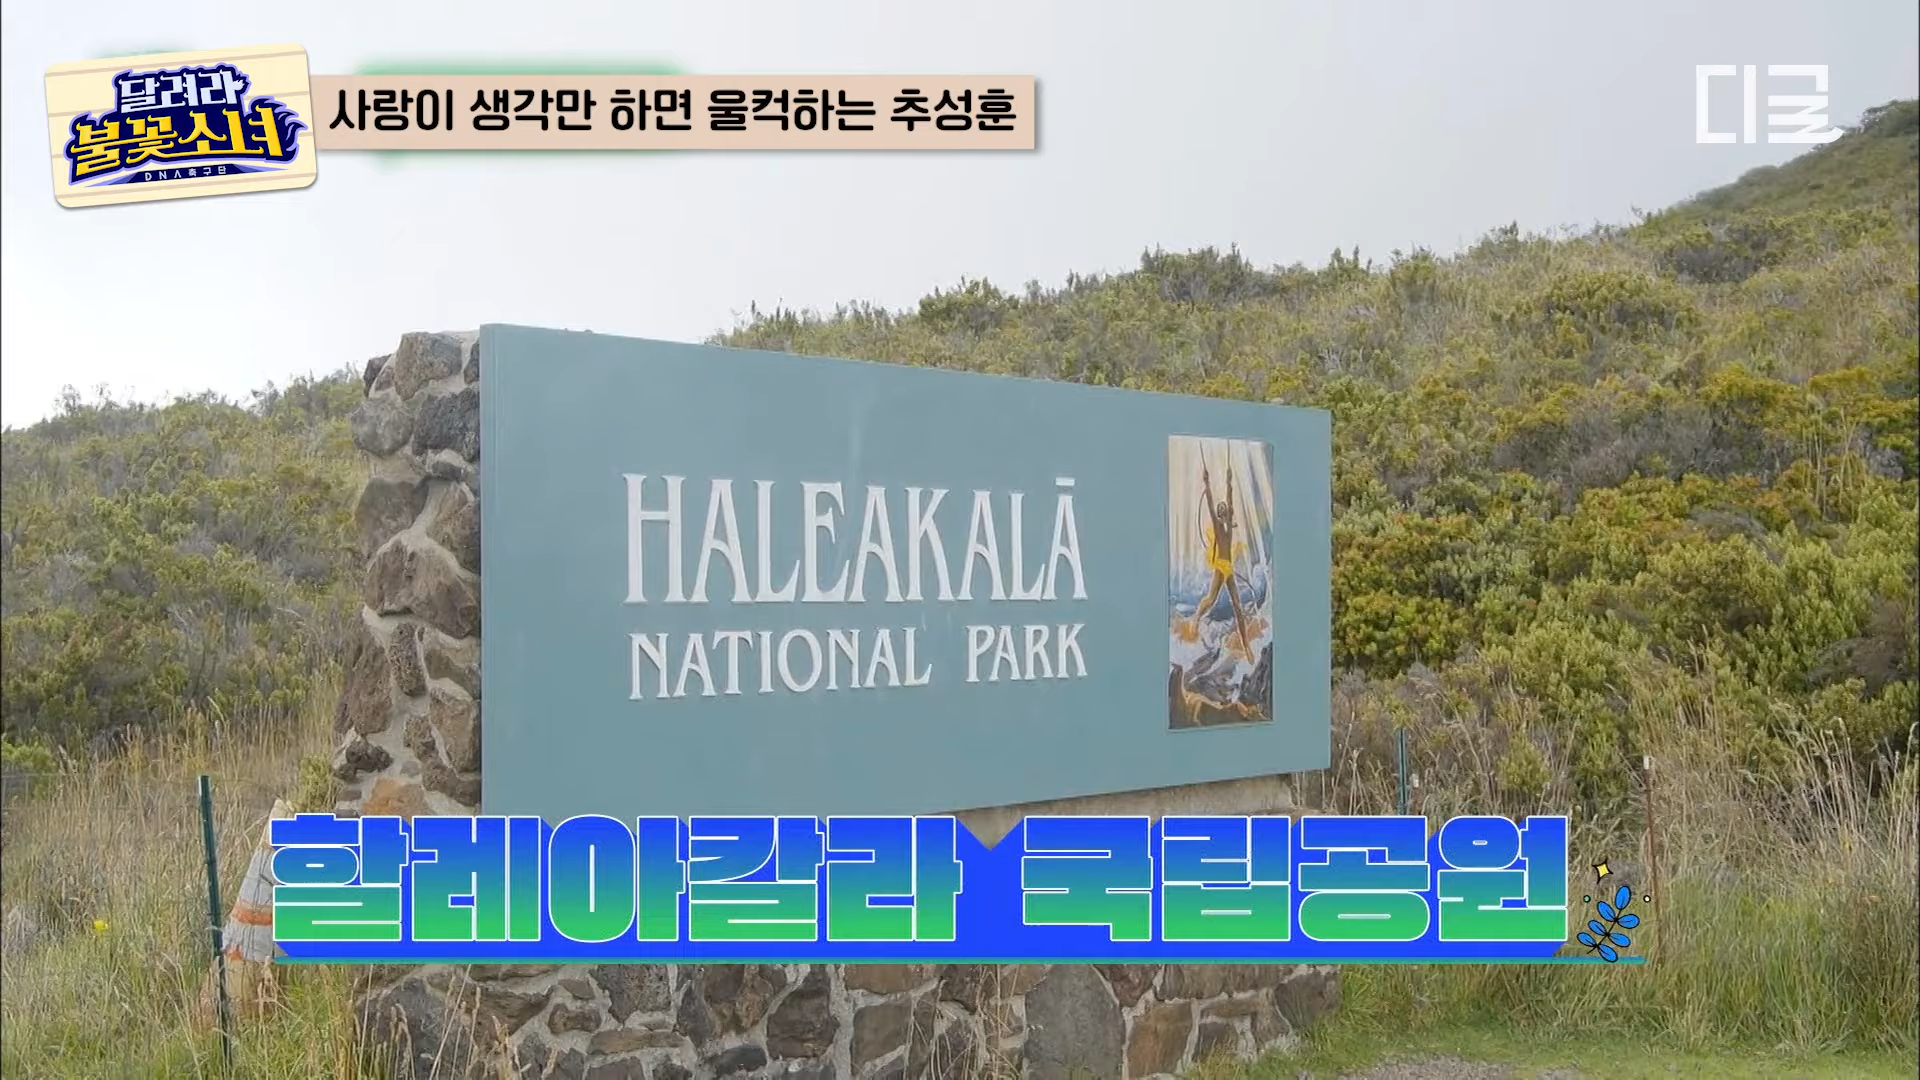 달려라
불꽃소녀
DNA축구단
사랑이 생각만 하면 울컥하는 추성훈
디글
HALEAKALĀ
NATIONAL PARK
할레아칼라 국립공원